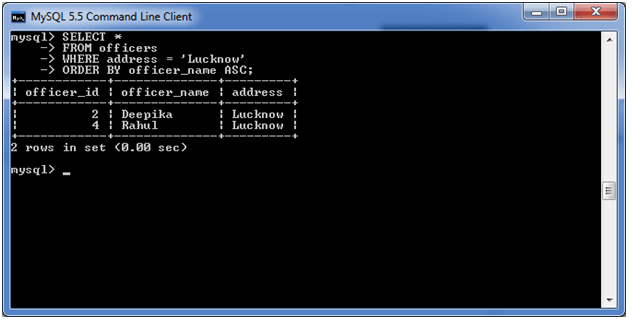 MySQL 5.5 Command Line Client
mysql> SELECT *
    -> FROM officers
    -> WHERE address = 'Lucknow'
    -> ORDER BY officer_name ASC;
+------------+--------------+---------+
| officer_id | officer_name | address |
+------------+--------------+---------+
|          2 | Deepika      | Lucknow |
|          4 | Rahul        | Lucknow |
+------------+--------------+---------+
2 rows in set (0.00 sec)
mysql> _